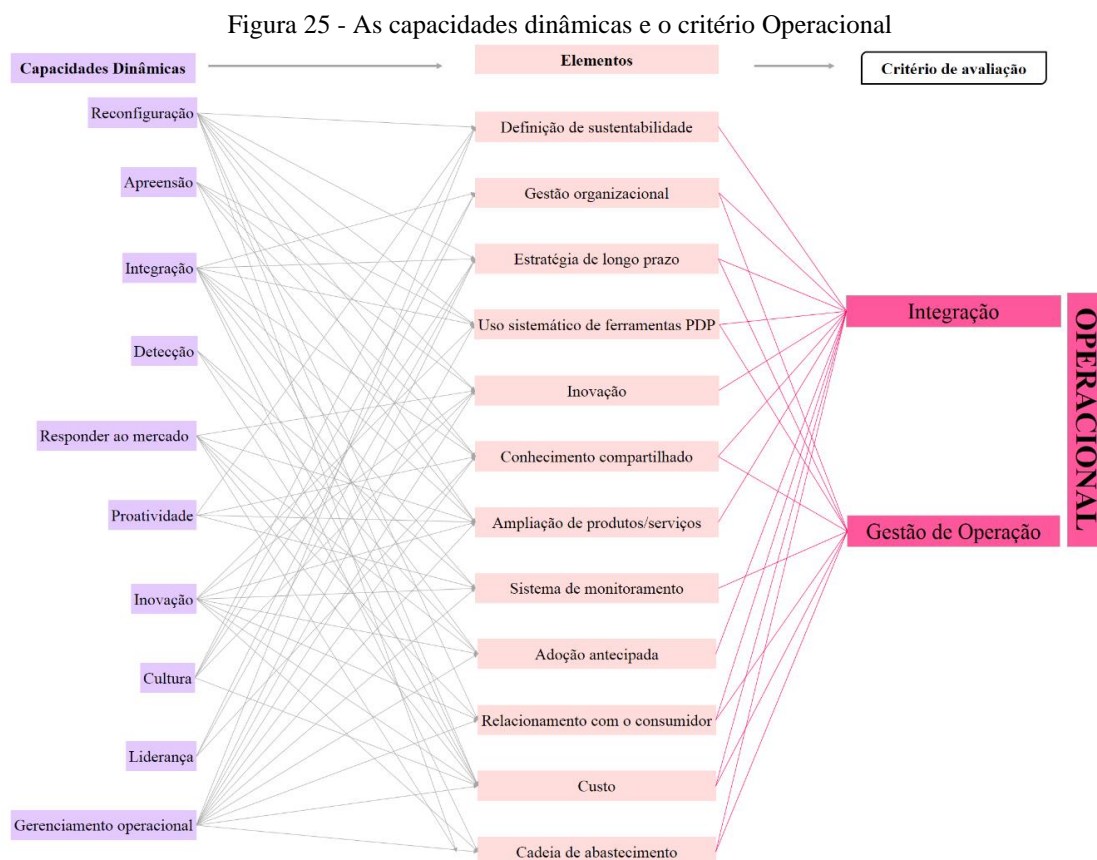 Figura 25 - As capacidades dinâmicas e o critério Operacional
Capacidades Dinâmicas
Elementos
Critério de avaliação
Reconfiguração
Apreensão
Integração
Detecção
Responder ao mercado
Proatividade
Inovação
Cultura
Liderança
Gerenciamento operacional
Definição de sustentabilidade
Gestão organizacional
Estratégia de longo prazo
Uso sistemático de ferramentas PDP
Inovação
Conhecimento compartilhado
Ampliação de produtos/serviços
Sistema de monitoramento
Adoção antecipada
Relacionamento com o consumidor
Custo
Cadeia de abastecimento
Integração
Gestão de Operação
OPERACIONAL